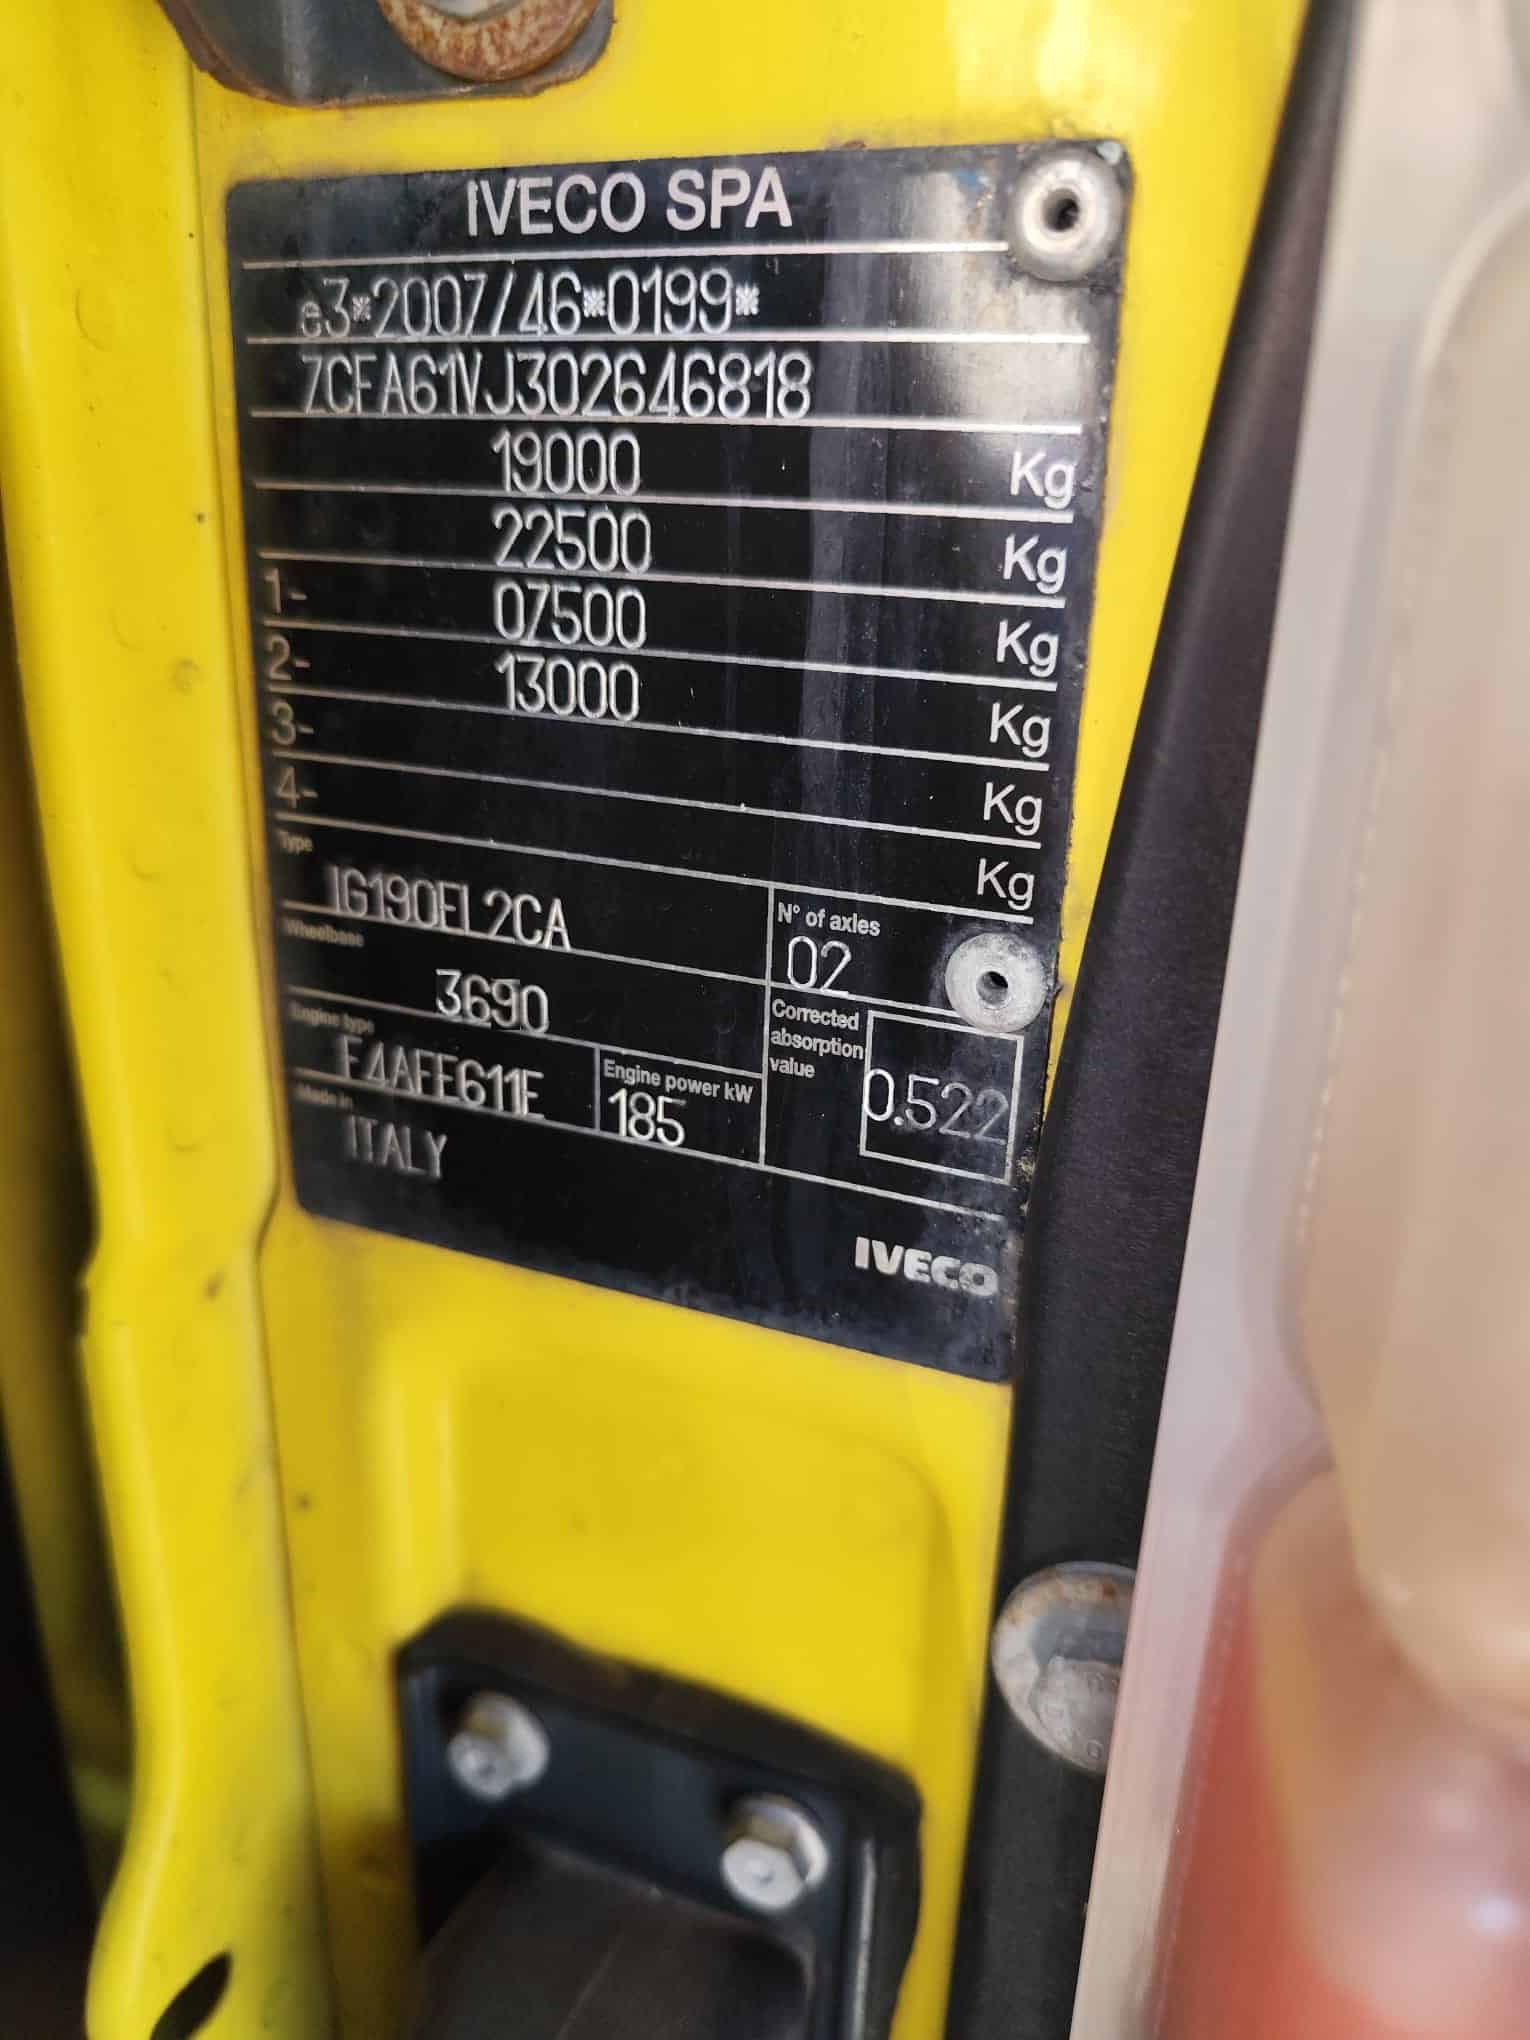 IVECO SPA
e3*2007/46*0199*
ZCFA61VJ302646818
19000 Kg
22500 Kg
1- 07500 Kg
2- 13000 Kg
3- Kg
4- Kg
Type
IG190EL2CA
N° of axles
02
Wheelbase
3690
Corrected
absorption
value
0.522
Engine type
F4AFE611E
Engine power kW
185
Made in
ITALY
IVECO